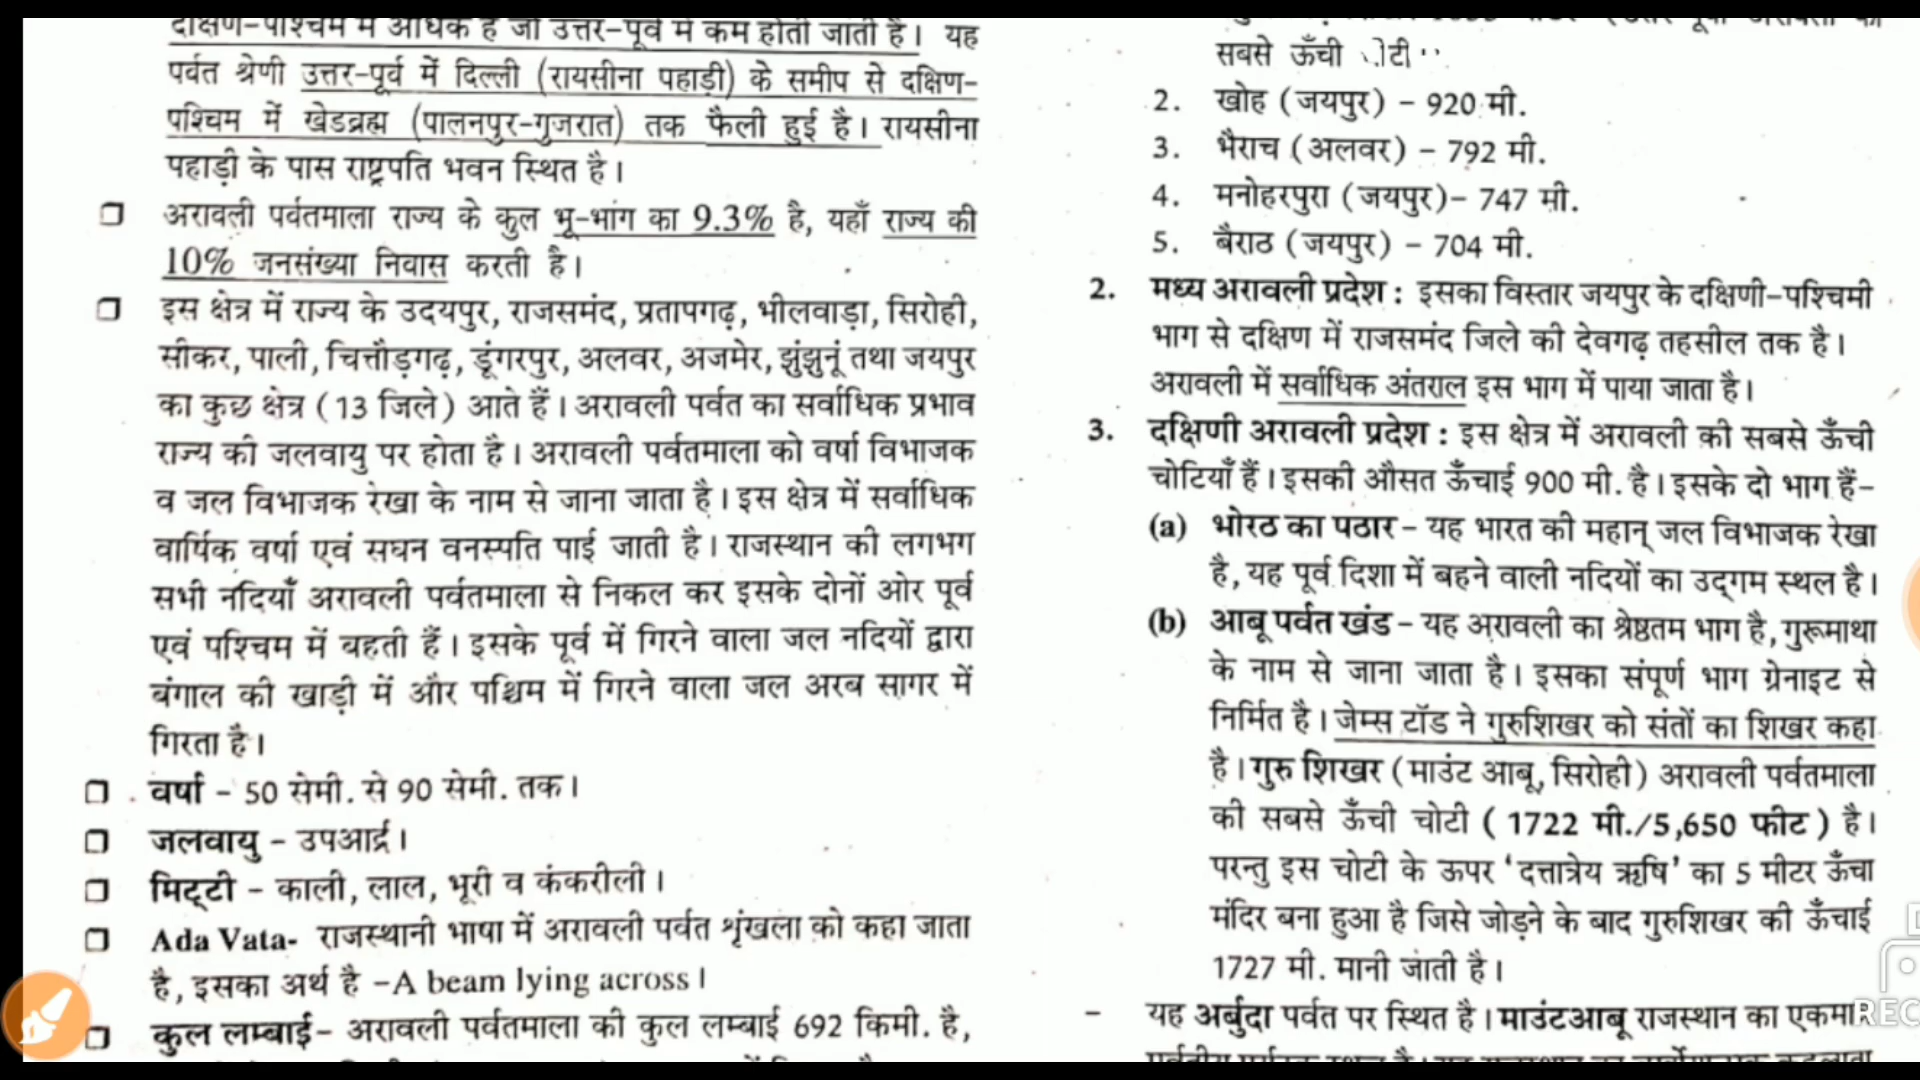 दक्षिण-पश्चिम में अधिक है जो उत्तर-पूर्व में कम होती जाती है। यह
पर्वत श्रेणी उत्तर-पूर्व में दिल्ली (रायसीना पहाड़ी) के समीप से दक्षिण-
पश्चिम में खेडब्रह्म (पालनपुर-गुजरात) तक फैली हुई है। रायसीना
पहाड़ी के पास राष्ट्रपति भवन स्थित है।
❒ अरावली पर्वतमाला राज्य के कुल भू-भांग का 9.3% है, यहाँ राज्य की
10% जनसंख्या निवास करती है।
❒ इस क्षेत्र में राज्य के उदयपुर, राजसमंद, प्रतापगढ़, भीलवाड़ा, सिरोही,
सीकर, पाली, चित्तौड़गढ़, डूंगरपुर, अलवर, अजमेर, झुंझुनूं तथा जयपुर
का कुछ क्षेत्र (13 जिले) आते हैं। अरावली पर्वत का सर्वाधिक प्रभाव
राज्य की जलवायु पर होता है। अरावली पर्वतमाला को वर्षा विभाजक
व जल विभाजक रेखा के नाम से जाना जाता है। इस क्षेत्र में सर्वाधिक
वार्षिक वर्षा एवं सघन वनस्पति पाई जाती है। राजस्थान की लगभग
सभी नदियाँ अरावली पर्वतमाला से निकल कर इसके दोनों ओर पूर्व
एवं पश्चिम में बहती हैं। इसके पूर्व में गिरने वाला जल नदियों द्वारा
बंगाल की खाड़ी में और पश्चिम में गिरने वाला जल अरब सागर में
गिरता है।
❒ वर्षा - 50 सेमी. से 90 सेमी. तक।
❒ जलवायु - उपआर्द्र।
❒ मिट्टी - काली, लाल, भूरी व कंकरीली।
❒ Ada Vata- राजस्थानी भाषा में अरावली पर्वत शृंखला को कहा जाता
है, इसका अर्थ है -A beam lying across।
❒ कुल लम्बाई- अरावली पर्वतमाला की कुल लम्बाई 692 किमी. है,
सबसे ऊँची
2. खोह (जयपुर) - 920 मी.
3. भैराच (अलवर) - 792 मी.
4. मनोहरपुरा (जयपुर)- 747 मी.
5. बैराठ (जयपुर) - 704 मी.
2. मध्य अरावली प्रदेश : इसका विस्तार जयपुर के दक्षिणी-पश्चिमी
भाग से दक्षिण में राजसमंद जिले की देवगढ़ तहसील तक है।
अरावली में सर्वाधिक अंतराल इस भाग में पाया जाता है।
3. दक्षिणी अरावली प्रदेश : इस क्षेत्र में अरावली की सबसे ऊँची
चोटियाँ हैं। इसकी औसत ऊँचाई 900 मी. है। इसके दो भाग हैं-
(a) भोरठ का पठार - यह भारत की महान् जल विभाजक रेखा
है, यह पूर्व दिशा में बहने वाली नदियों का उद्गम स्थल है।
(b) आबू पर्वत खंड - यह अरावली का श्रेष्ठतम भाग है, गुरूमाथा
के नाम से जाना जाता है। इसका संपूर्ण भाग ग्रेनाइट से
निर्मित है। जेम्स टॉड ने गुरुशिखर को संतों का शिखर कहा
है। गुरु शिखर (माउंट आबू, सिरोही) अरावली पर्वतमाला
की सबसे ऊँची चोटी (1722 मी./5,650 फीट) है।
परन्तु इस चोटी के ऊपर 'दत्तात्रेय ऋषि' का 5 मीटर ऊँचा
मंदिर बना हुआ है जिसे जोड़ने के बाद गुरुशिखर की ऊँचाई
1727 मी. मानी जाती है।
- यह अर्बुदा पर्वत पर स्थित है। माउंटआबू राजस्थान का
REC